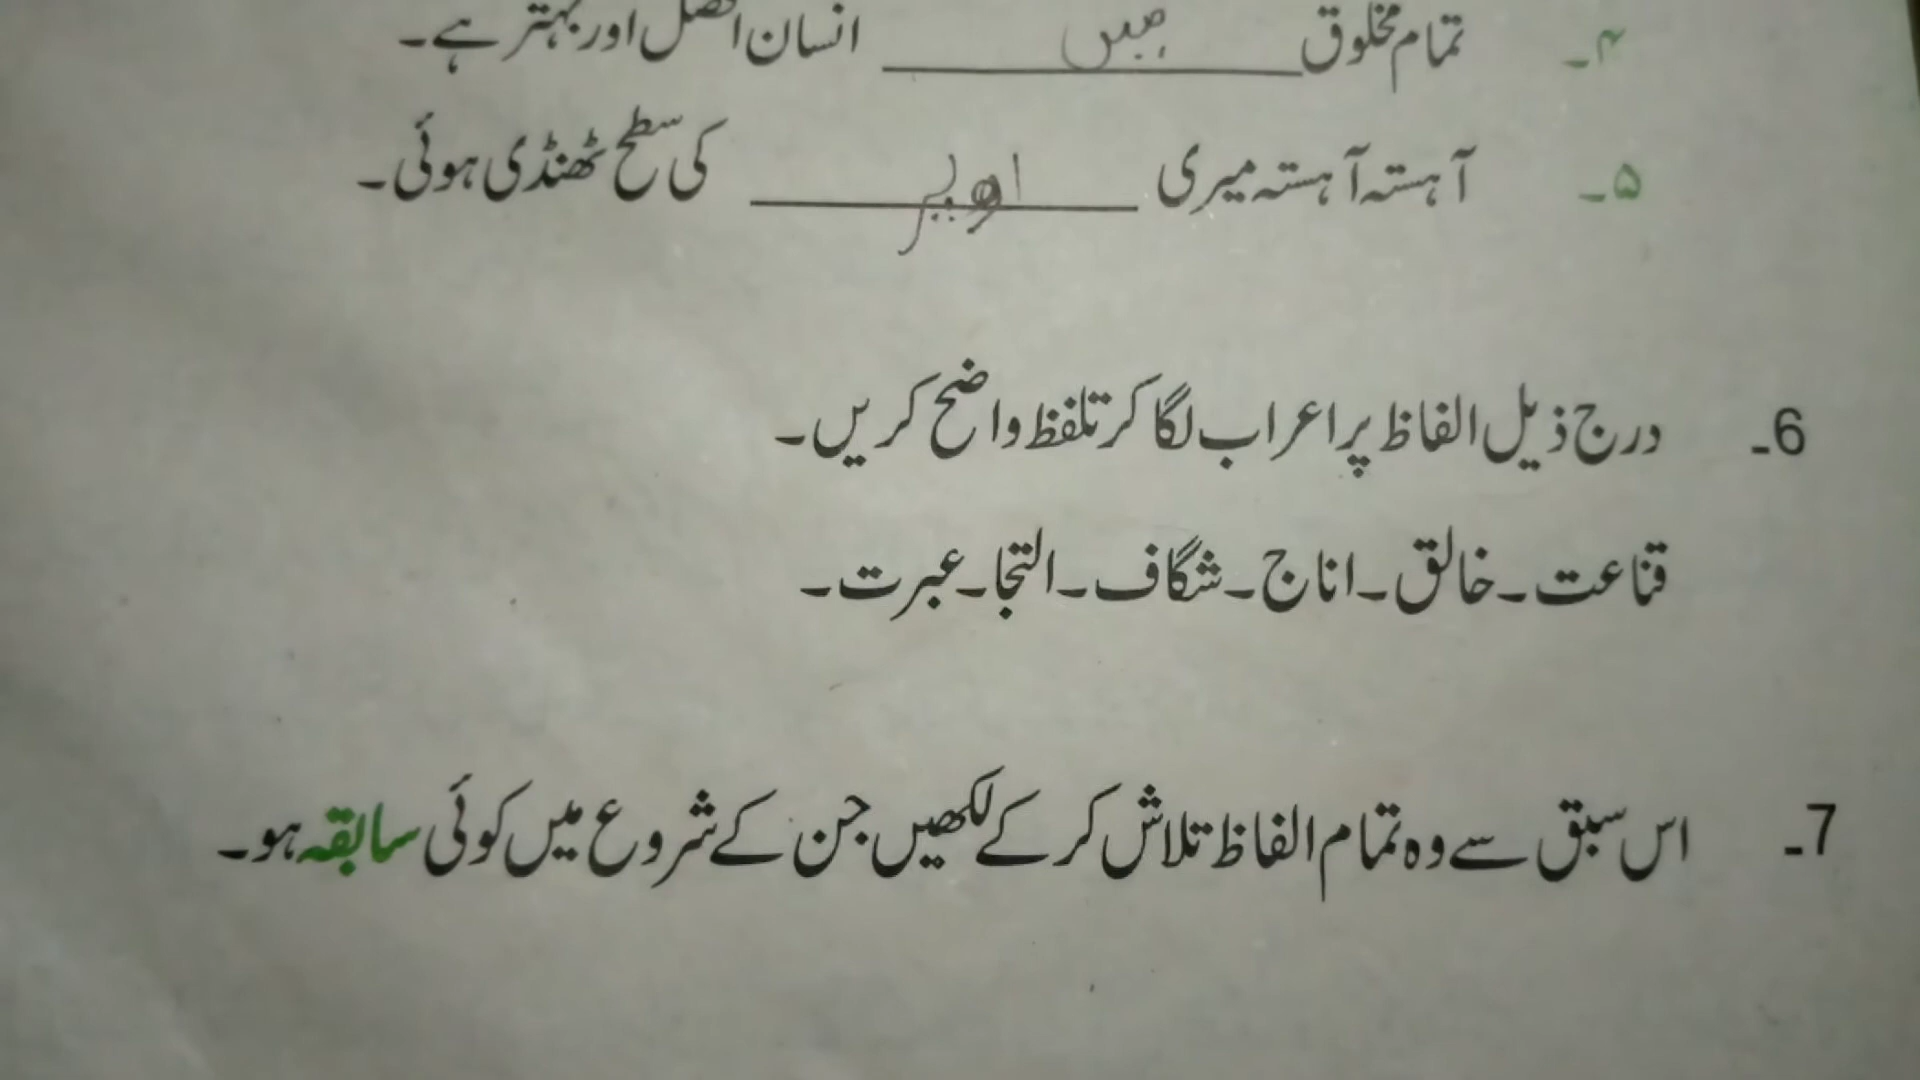 ۴۔ تمام مخلوق میں انسان افضل اور بہتر ہے۔
۵۔ آہستہ آہستہ میری اوپر کی سطح ٹھنڈی ہوئی۔
6۔ درج ذیل الفاظ پر اعراب لگا کر تلفظ واضح کریں۔
قناعت۔ خالق۔ اناج۔ شگاف۔ التجا۔ عبرت۔
7۔ اس سبق سے وہ تمام الفاظ تلاش کر کے لکھیں جن کے شروع میں کوئی سابقہ ہو۔